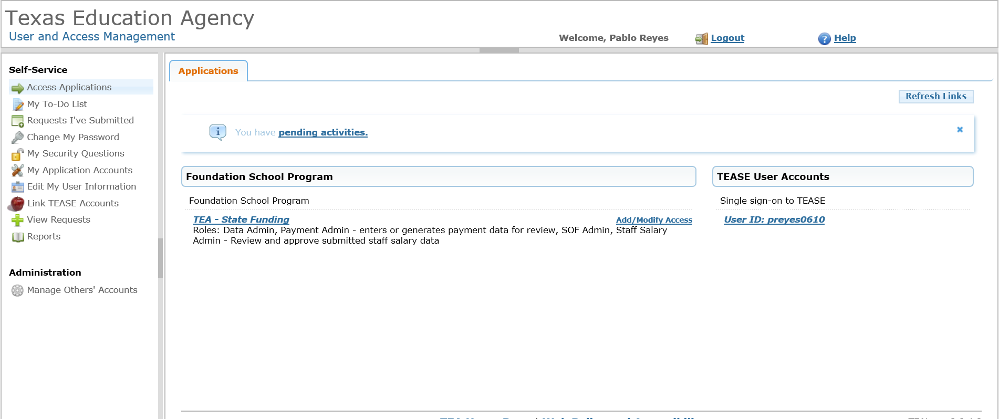 Texas Education Agency
User and Access Management
Welcome, Pablo Reyes
Logout
Help
Self-Service
Access Applications
My To-Do List
Requests I've Submitted
Change My Password
My Security Questions
My Application Accounts
Edit My User Information
Link TEASE Accounts
View Requests
Reports
Administration
Manage Others' Accounts
Applications
Refresh Links
You have pending activities.
Foundation School Program
Foundation School Program
TEA - State Funding
Add/Modify Access
Roles: Data Admin, Payment Admin - enters or generates payment data for review, SOF Admin, Staff Salary
Admin - Review and approve submitted staff salary data
TEASE User Accounts
Single sign-on to TEASE
User ID: preyes0610